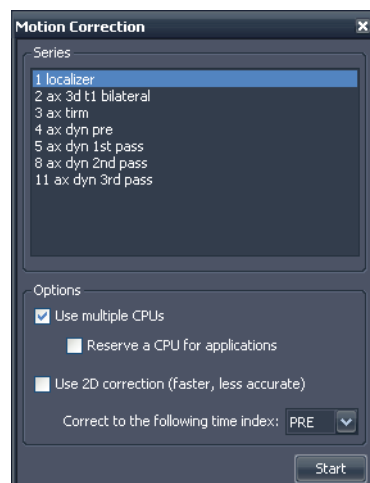 Motion Correction
Series
1 localizer
2 ax 3d t1 bilateral
3 ax tirm
4 ax dyn pre
5 ax dyn 1st pass
8 ax dyn 2nd pass
11 ax dyn 3rd pass
Options
Use multiple CPUs
Reserve a CPU for applications
Use 2D correction (faster, less accurate)
Correct to the following time index: PRE
Start